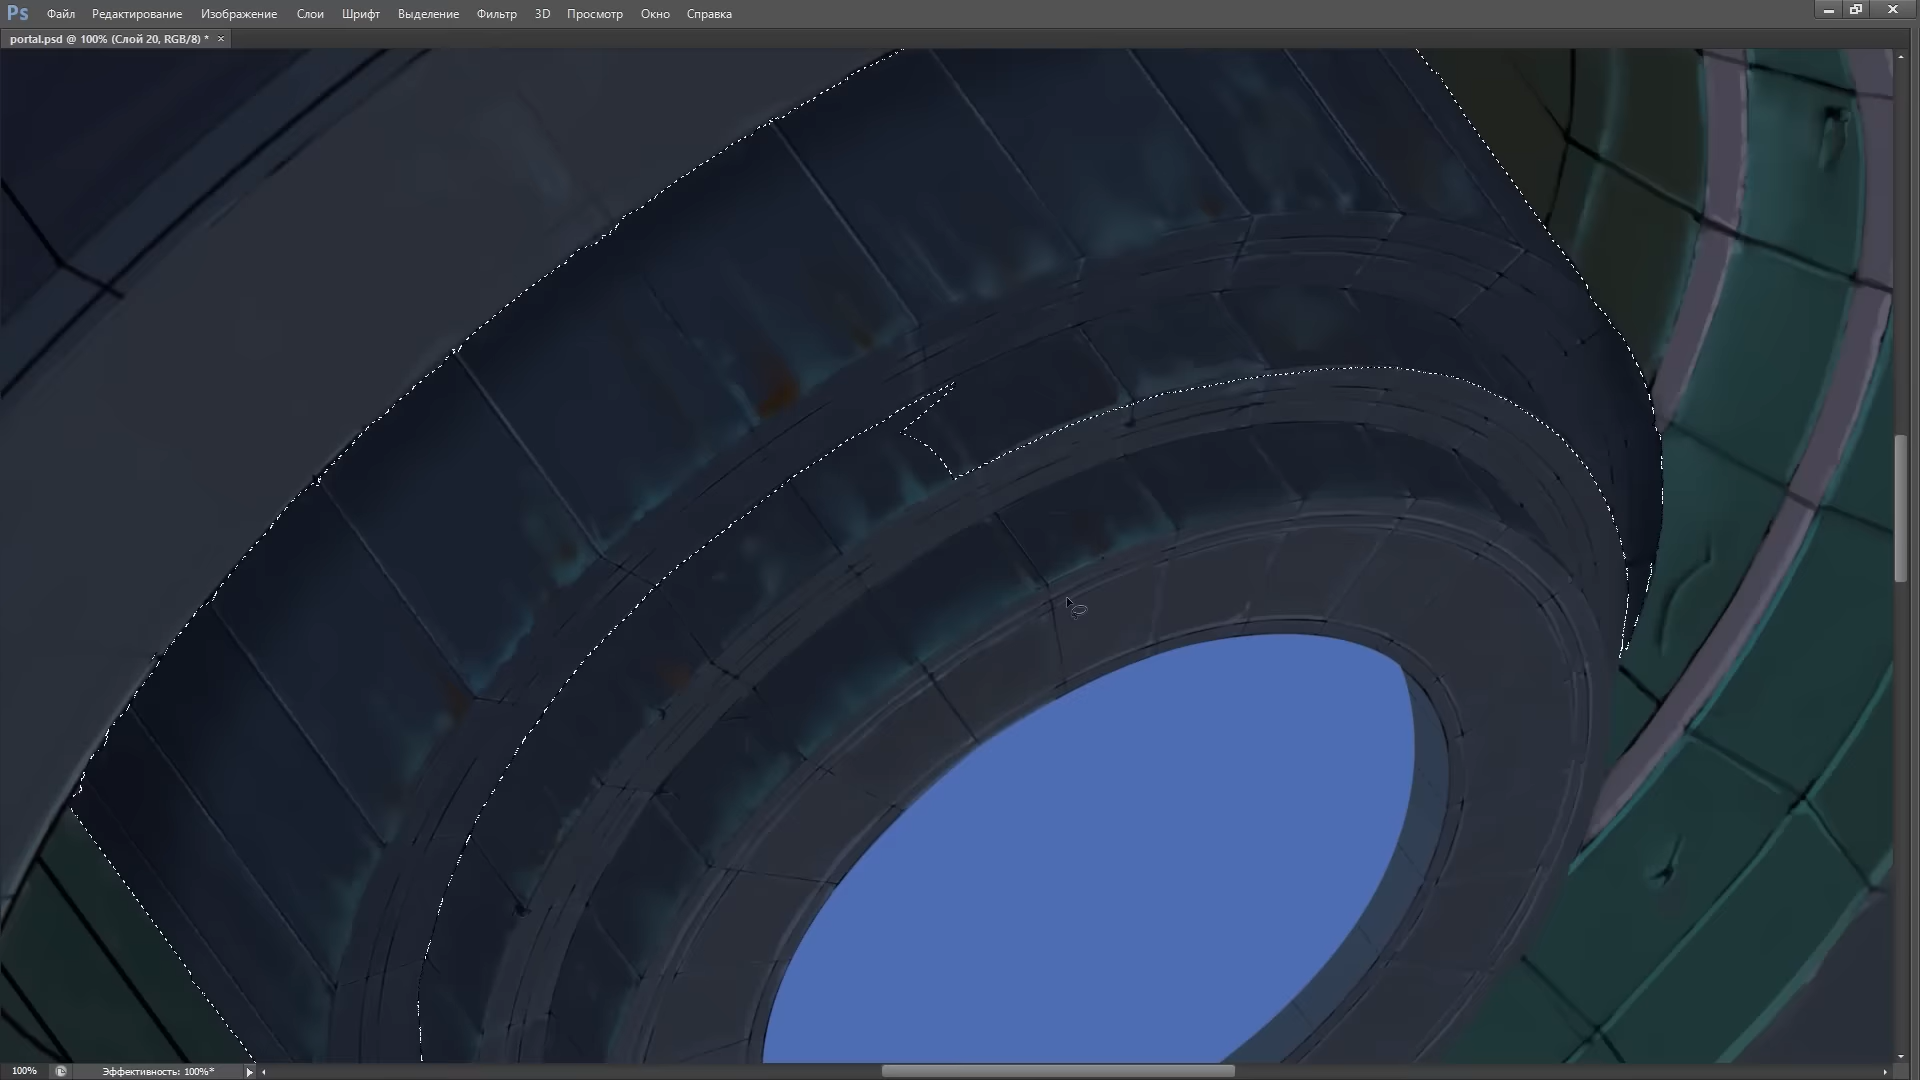 Ps Файл Редактирование Изображение Слои Шрифт Выделение Фильтр 3D Просмотр Окно Справка
portal.psd @ 100% (Слой 20, RGB/8) * ×
100% Эффективность: 100%*